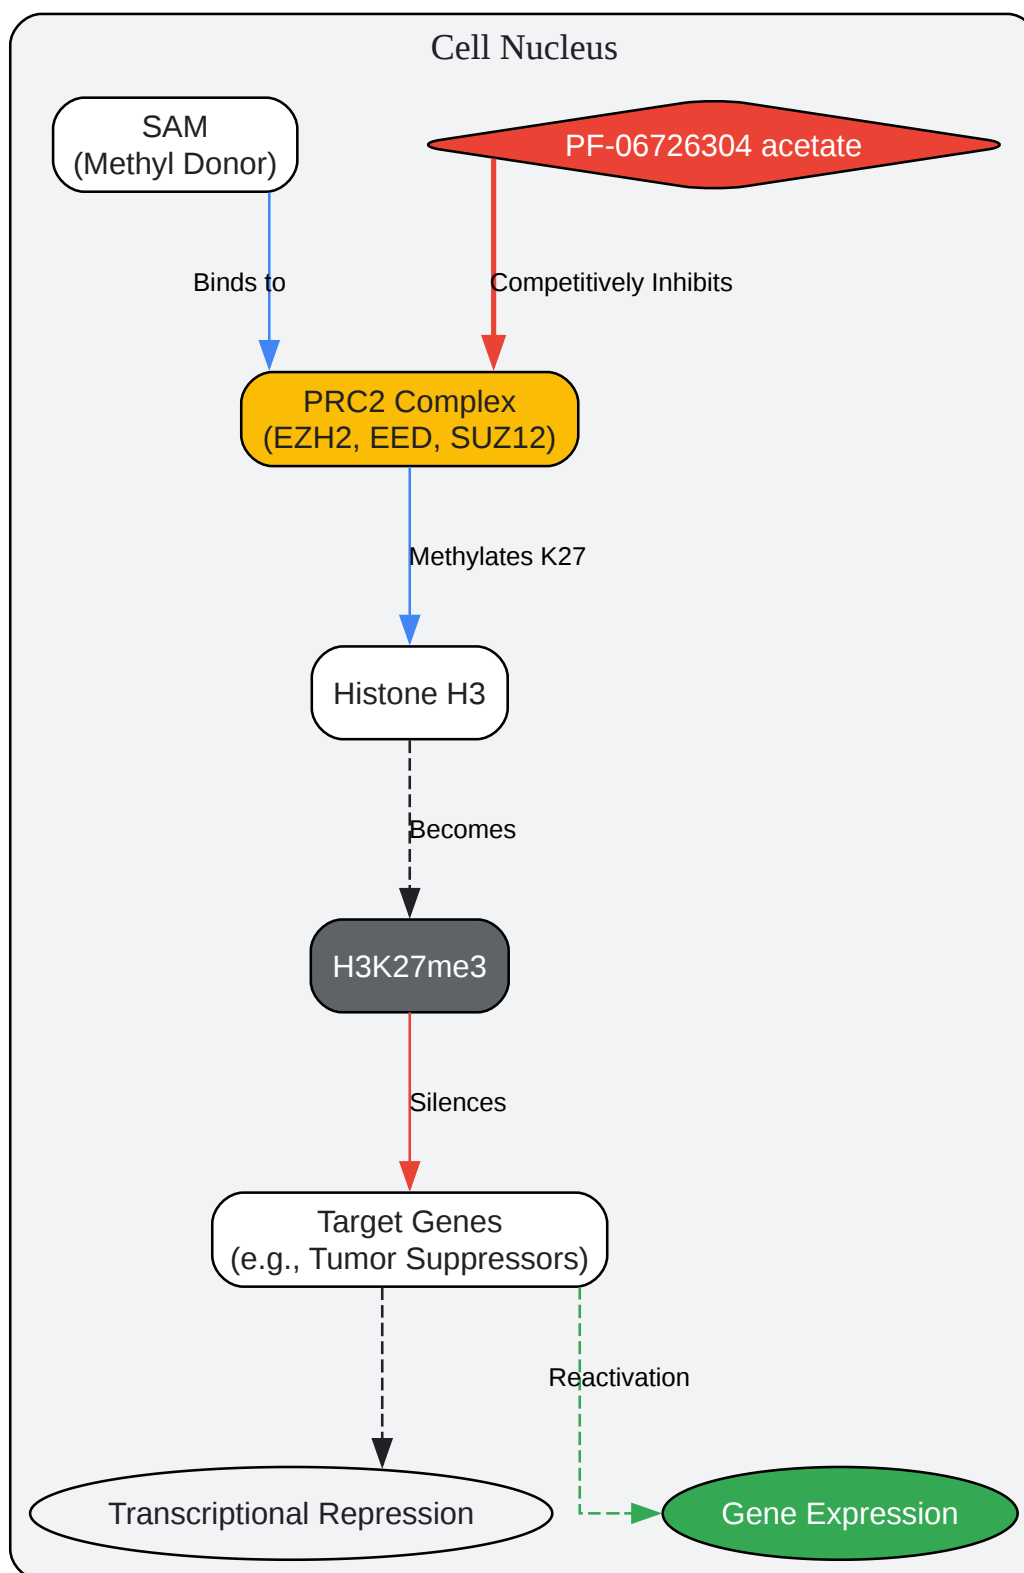 Cell Nucleus
SAM
(Methyl Donor)
PF-06726304 acetate
Binds to
Competitively Inhibits
PRC2 Complex
(EZH2, EED, SUZ12)
Methylates K27
Histone H3
Becomes
H3K27me3
Silences
Target Genes
(e.g., Tumor Suppressors)
Reactivation
Transcriptional Repression
Gene Expression